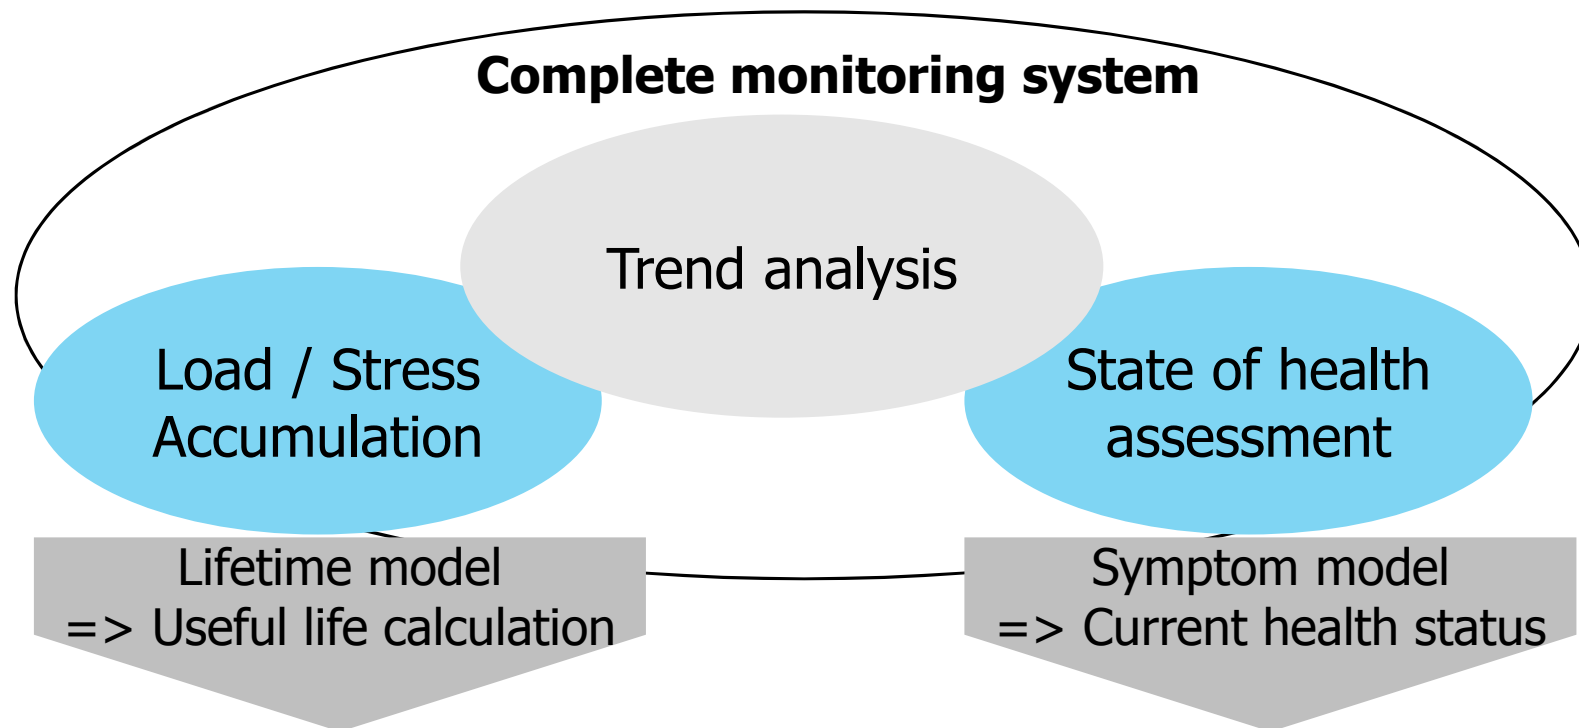 Complete monitoring system
Trend analysis
Load / Stress
Accumulation
State of health
assessment
Lifetime model
=> Useful life calculation
Symptom model
=> Current health status